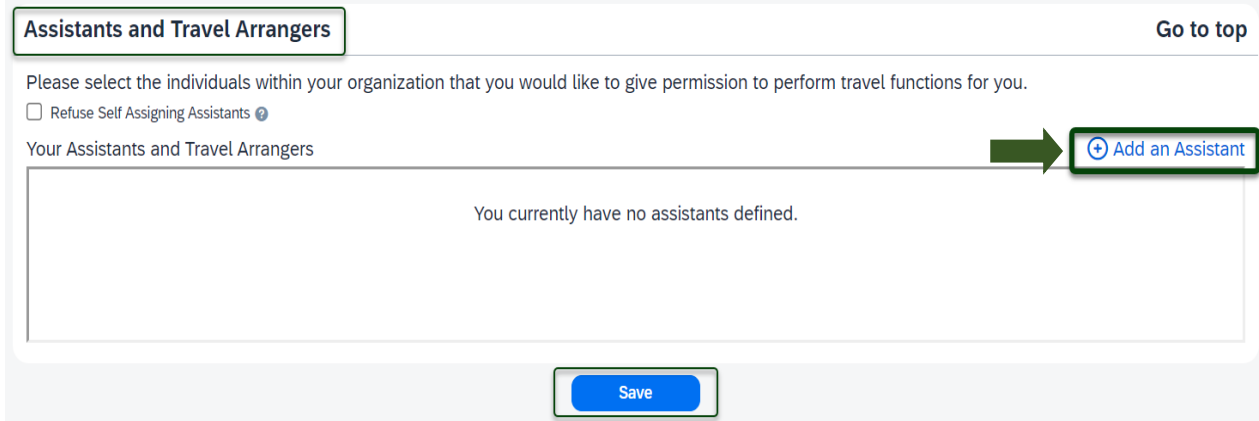 Assistants and Travel Arrangers
Go to top
Please select the individuals within your organization that you would like to give permission to perform travel functions for you.
Refuse Self Assigning Assistants ?
Your Assistants and Travel Arrangers
+ Add an Assistant
You currently have no assistants defined.
Save